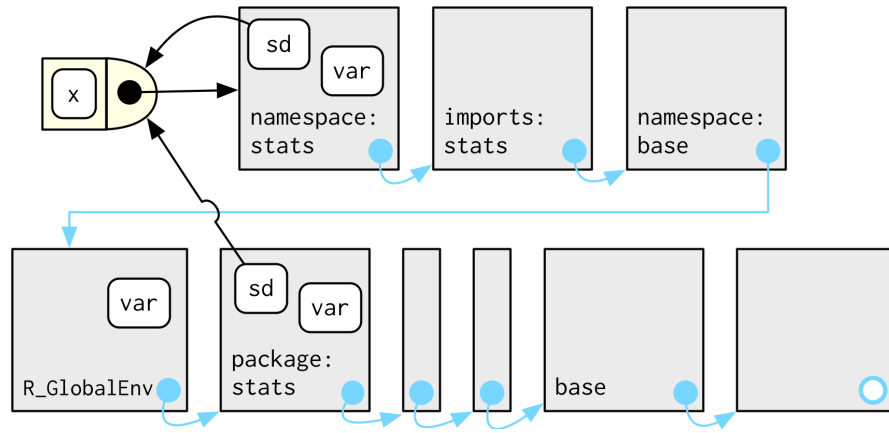 sd
var
x
namespace:
stats
imports:
stats
namespace:
base
var
sd
var
R_GlobalEnv
package:
stats
base